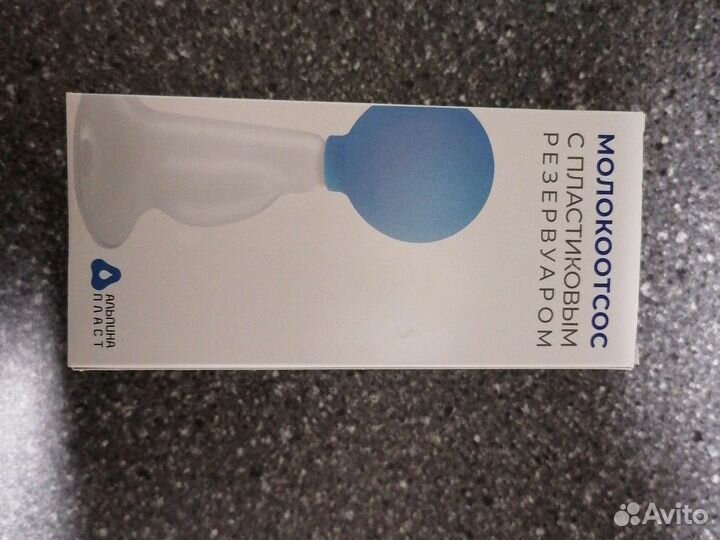 МОЛОКООТСОС
С ПЛАСТИКОВЫМ
РЕЗЕРВУАРОМ
АЛЬПИНА
ПЛАСТ
Avito